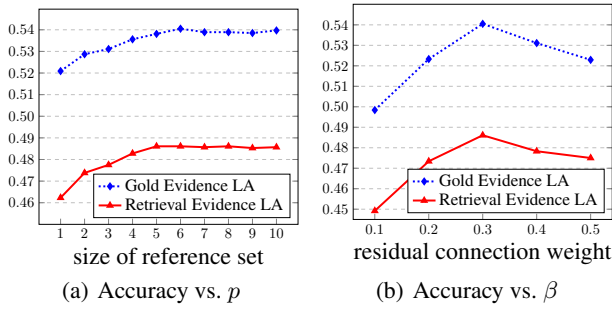 0.54
0.53
0.52
0.51
0.50
0.49
0.48
0.47
0.46
Gold Evidence LA
Retrieval Evidence LA
1 2 3 4 5 6 7 8 9 10
size of reference set
(a) Accuracy vs. p
0.54
0.53
0.52
0.51
0.50
0.49
0.48
0.47
0.46
0.45
Gold Evidence LA
Retrieval Evidence LA
0.1 0.2 0.3 0.4 0.5
residual connection weight
(b) Accuracy vs. β